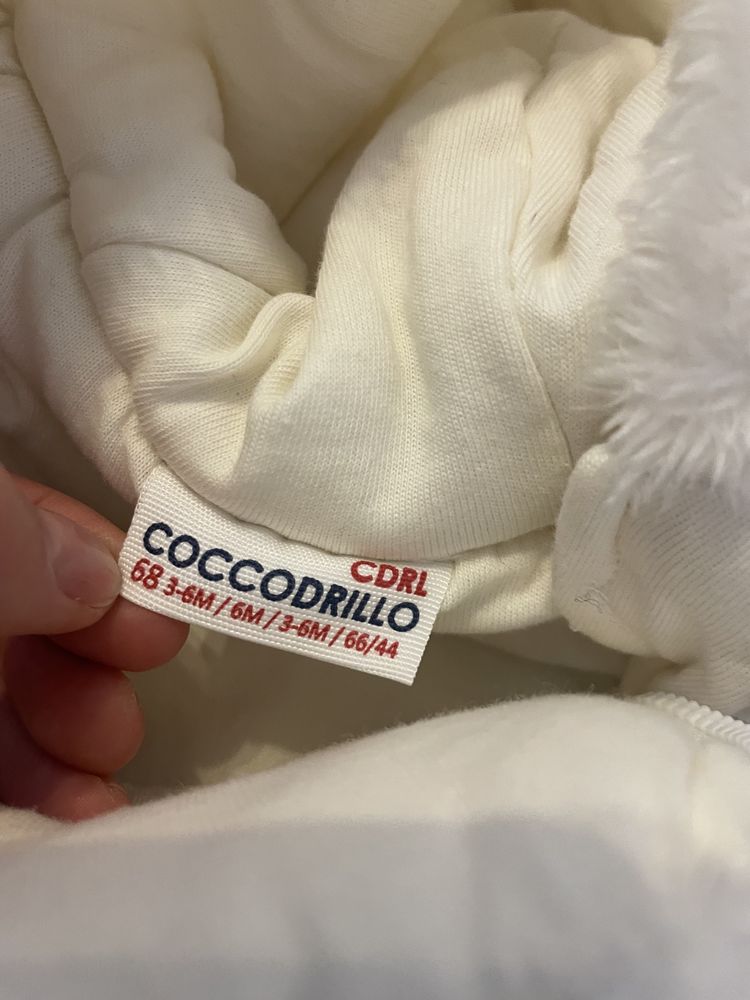 CDRL
COCCODRILLO
68 3-6M / 6M / 3-6M / 66/44